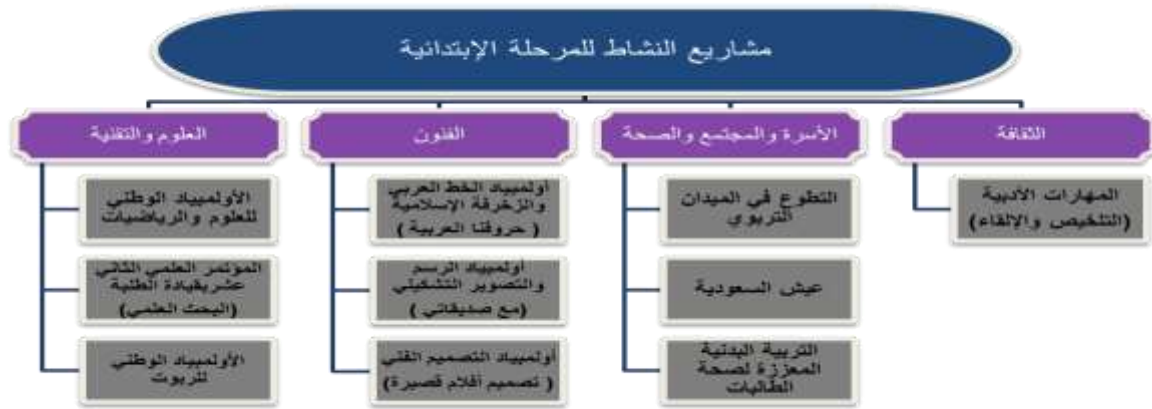 مشاريع النشاط للمرحلة الإبتدائية
الثقافة
المهارات الأدبية
(التلخيص والإلقاء)
الأسرة والمجتمع والصحة
التطوع في الميدان
التربوي
عيش السعودية
التربية البدنية
المعززة لصحة
الطالبات
الفنون
أولمبياد الخط العربي
والزخرفة الإسلامية
( حروفنا العربية )
أولمبياد الرسم
والتصوير التشكيلي
(مع صديقاتي )
أولمبياد التصميم الفني
( تصميم أفلام قصيرة)
العلوم والتقنية
الأولمبياد الوطني
للعلوم والرياضيات
المؤتمر العلمي الثاني
عشر بقيادة الطلبة
(البحث العلمي)
الأولمبياد الوطني
للربوت